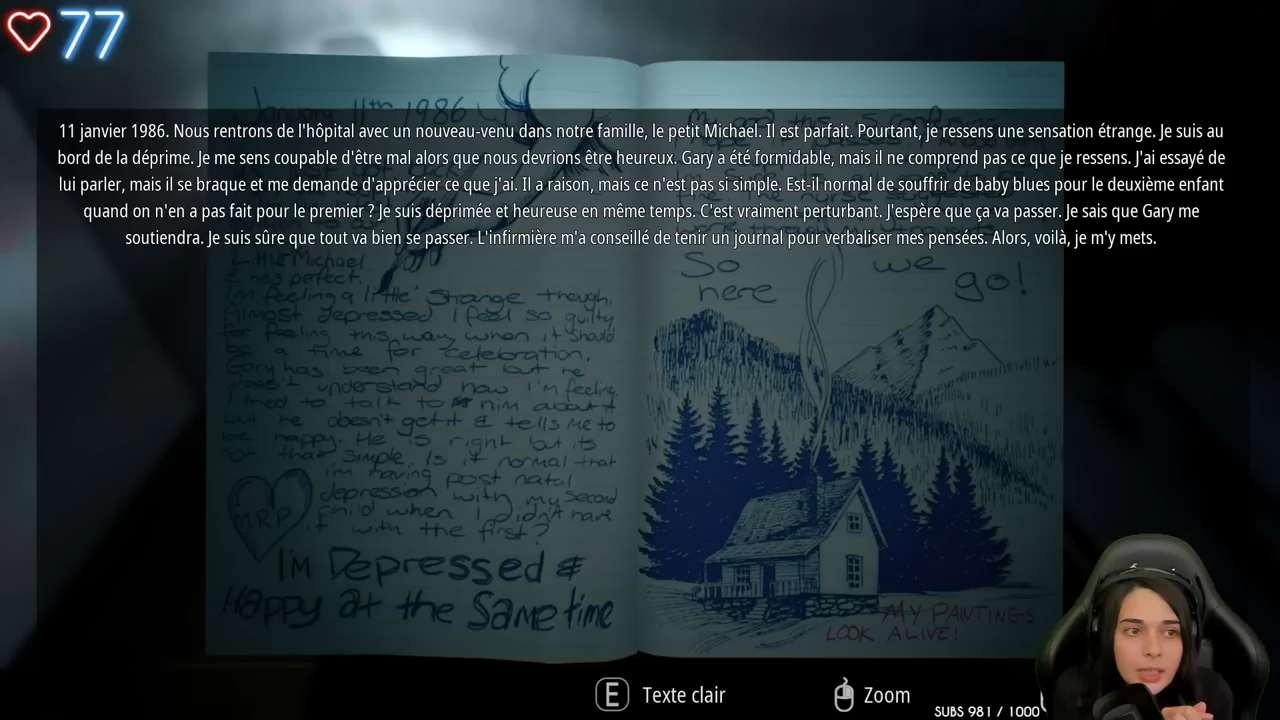 77
January 11th 1986
11 janvier 1986. Nous rentrons de l'hôpital avec un nouveau-venu dans notre famille, le petit Michael. Il est parfait. Pourtant, je ressens une sensation étrange. Je suis au
bord de la déprime. Je me sens coupable d'être mal alors que nous devrions être heureux. Gary a été formidable, mais il ne comprend pas ce que je ressens. J'ai essayé de
lui parler, mais il se braque et me demande d'apprécier ce que j'ai. Il a raison, mais ce n'est pas si simple. Est-il normal de souffrir de baby blues pour le deuxième enfant
quand on n'en a pas fait pour le premier ? Je suis déprimée et heureuse en même temps. C'est vraiment perturbant. J'espère que ça va passer. Je sais que Gary me
soutiendra. Je suis sûre que tout va bien se passer. L'infirmière m'a conseillé de tenir un journal pour verbaliser mes pensées. Alors, voilà, je m'y mets.
Little Michael
& he's perfect.
I'm feeling a little strange though,
Almost depressed I feel so guilty
for feeling this way when it should
be a time for celebration.
Gary has been great but he
doesn't understand how I'm feeling
I tried to talk to him about it
but he doesn't get it & tells me to
be happy. He is right but its
not that simple. Is it normal that
i'm having post natal
depression with my second
child when I didn't have
it with the first?
M.R.P
I'm Depressed &
Happy at the Same time
So we
here go!
MY PAINTINGS
LOOK ALIVE!
E Texte clair
Zoom
SUBS 981 / 1000